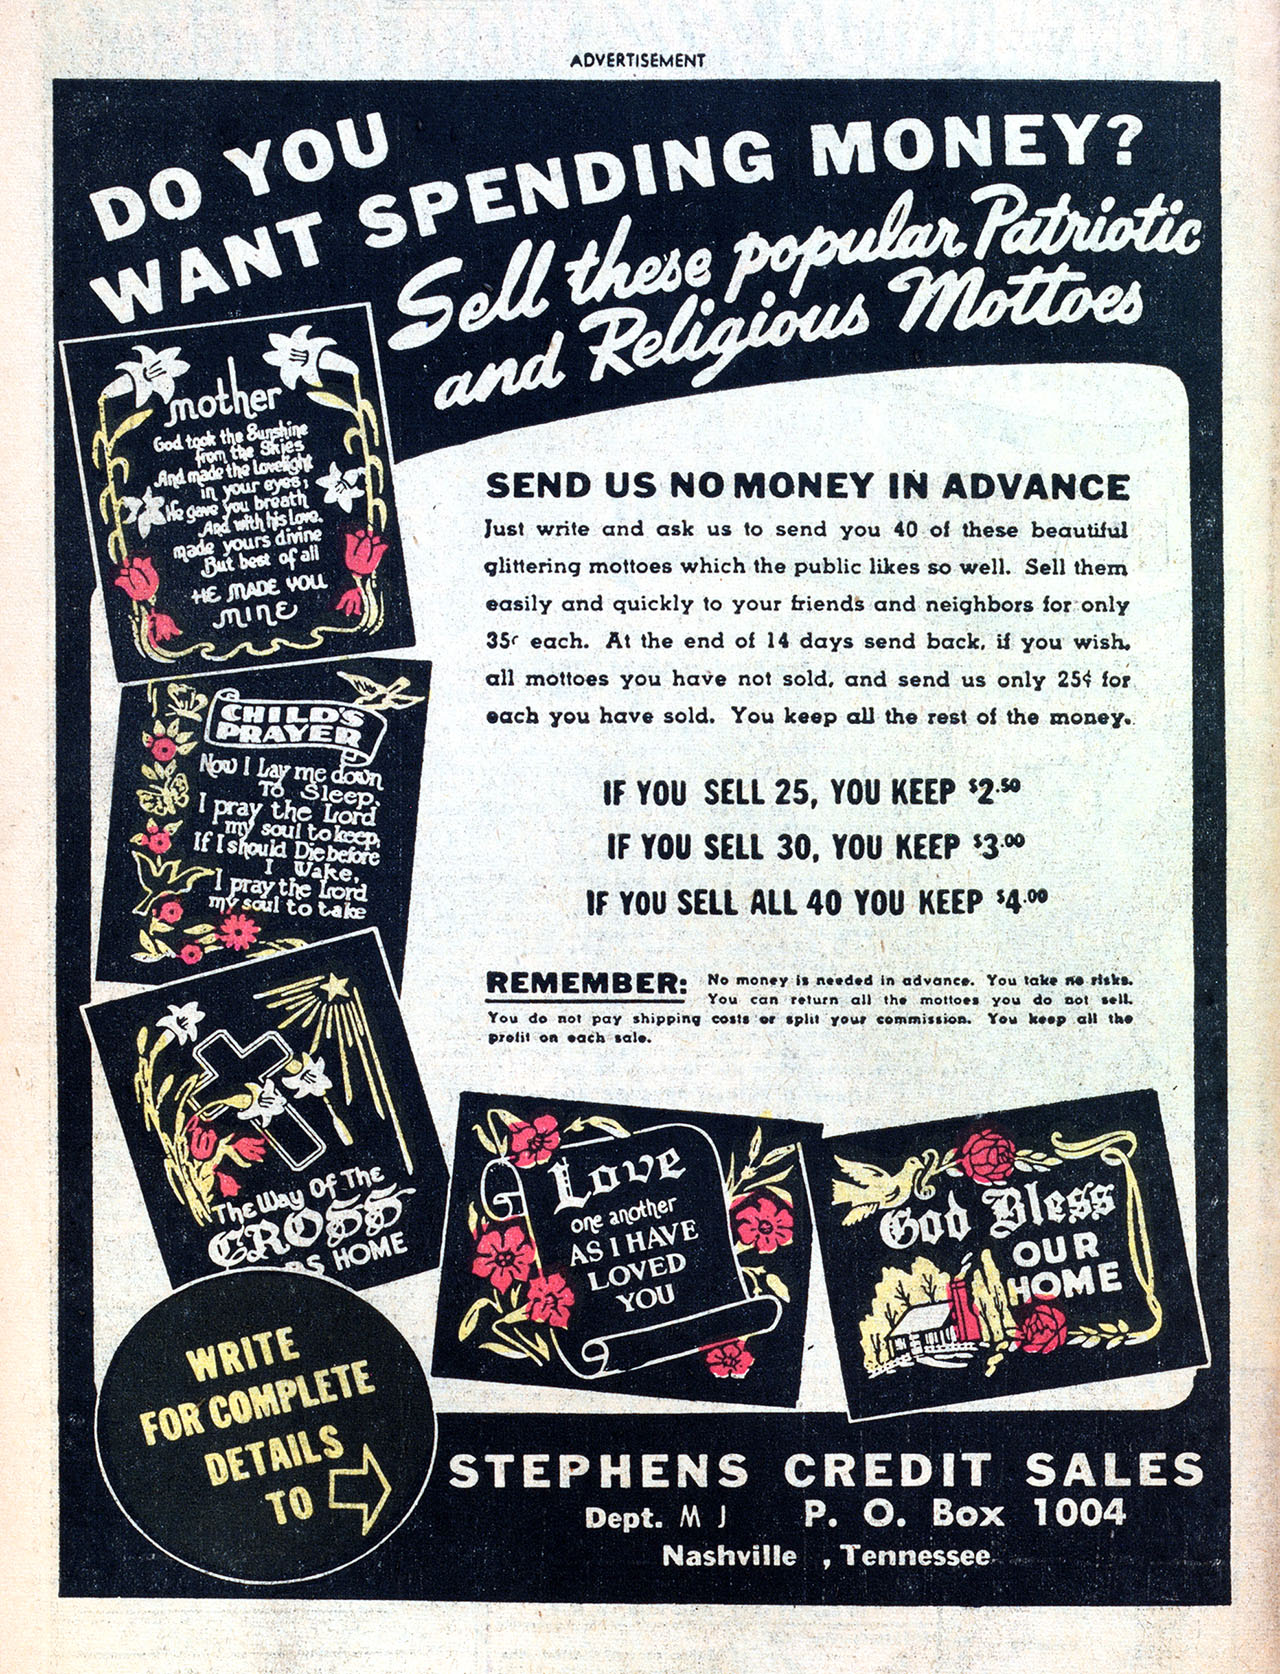 ADVERTISEMENT
DO YOU
WANT SPENDING MONEY?
Sell these popular Patriotic
and Religious Mottoes
mother
God took the Sunshine
from the Skies
And made the Lovelight
in your eyes;
He gave you breath
And with his Love.
made yours divine
But best of all
HE MADE YOU
MINE
CHILD'S
PRAYER
Now I Lay me down
To Sleep,
I pray the Lord
my soul to keep,
If I should Die before
I Wake,
I pray the Lord
my soul to take
The Way Of The
CROSS
HOME
SEND US NO MONEY IN ADVANCE
Just write and ask us to send you 40 of these beautiful
glittering mottoes which the public likes so well. Sell them
easily and quickly to your friends and neighbors for only
35¢ each. At the end of 14 days send back, if you wish,
all mottoes you have not sold, and send us only 25¢ for
each you have sold. You keep all the rest of the money.
IF YOU SELL 25, YOU KEEP $2.50
IF YOU SELL 30, YOU KEEP $3.00
IF YOU SELL ALL 40 YOU KEEP $4.00
REMEMBER: No money is needed in advance. You take no risks.
You can return all the mottoes you do not sell.
You do not pay shipping costs or split your commission. You keep all the
profit on each sale.
Love
one another
AS I HAVE
LOVED
YOU
God Bless
OUR
HOME
WRITE
FOR COMPLETE
DETAILS
TO
STEPHENS CREDIT SALES
Dept. M J P. O. Box 1004
Nashville , Tennessee